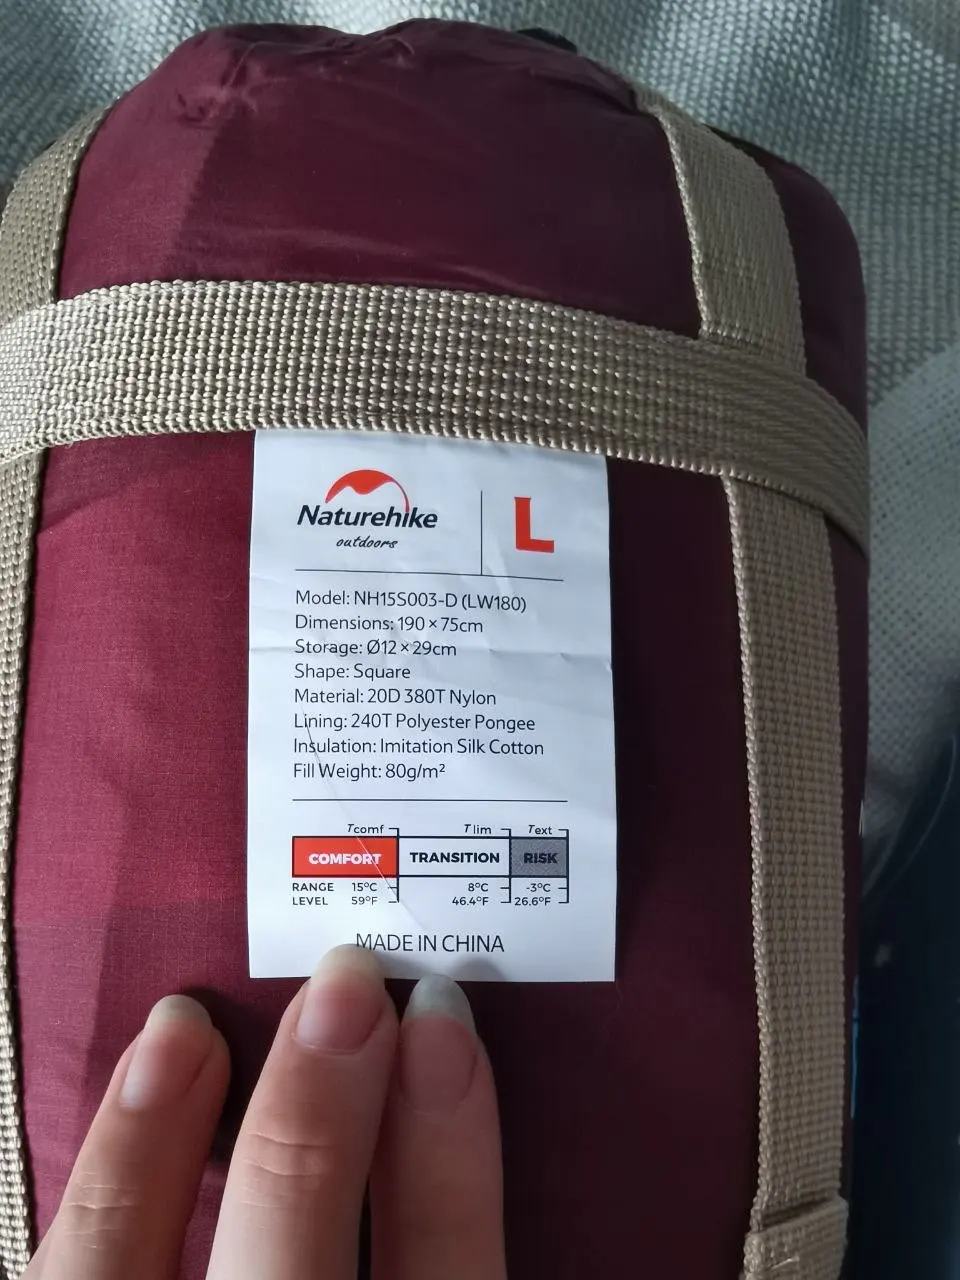 Naturehike
outdoors
L
Model: NH15S003-D (LW180)
Dimensions: 190×75cm
Storage: Ø12×29cm
Shape: Square
Material: 20D 380T Nylon
Lining: 240T Polyester Pongee
Insulation: Imitation Silk Cotton
Fill Weight: 80g/m²
Tcomf Tlim Text
COMFORT TRANSITION RISK
RANGE 15°C 8°C -3°C
LEVEL 59°F 46.4°F 26.6°F
MADE IN CHINA